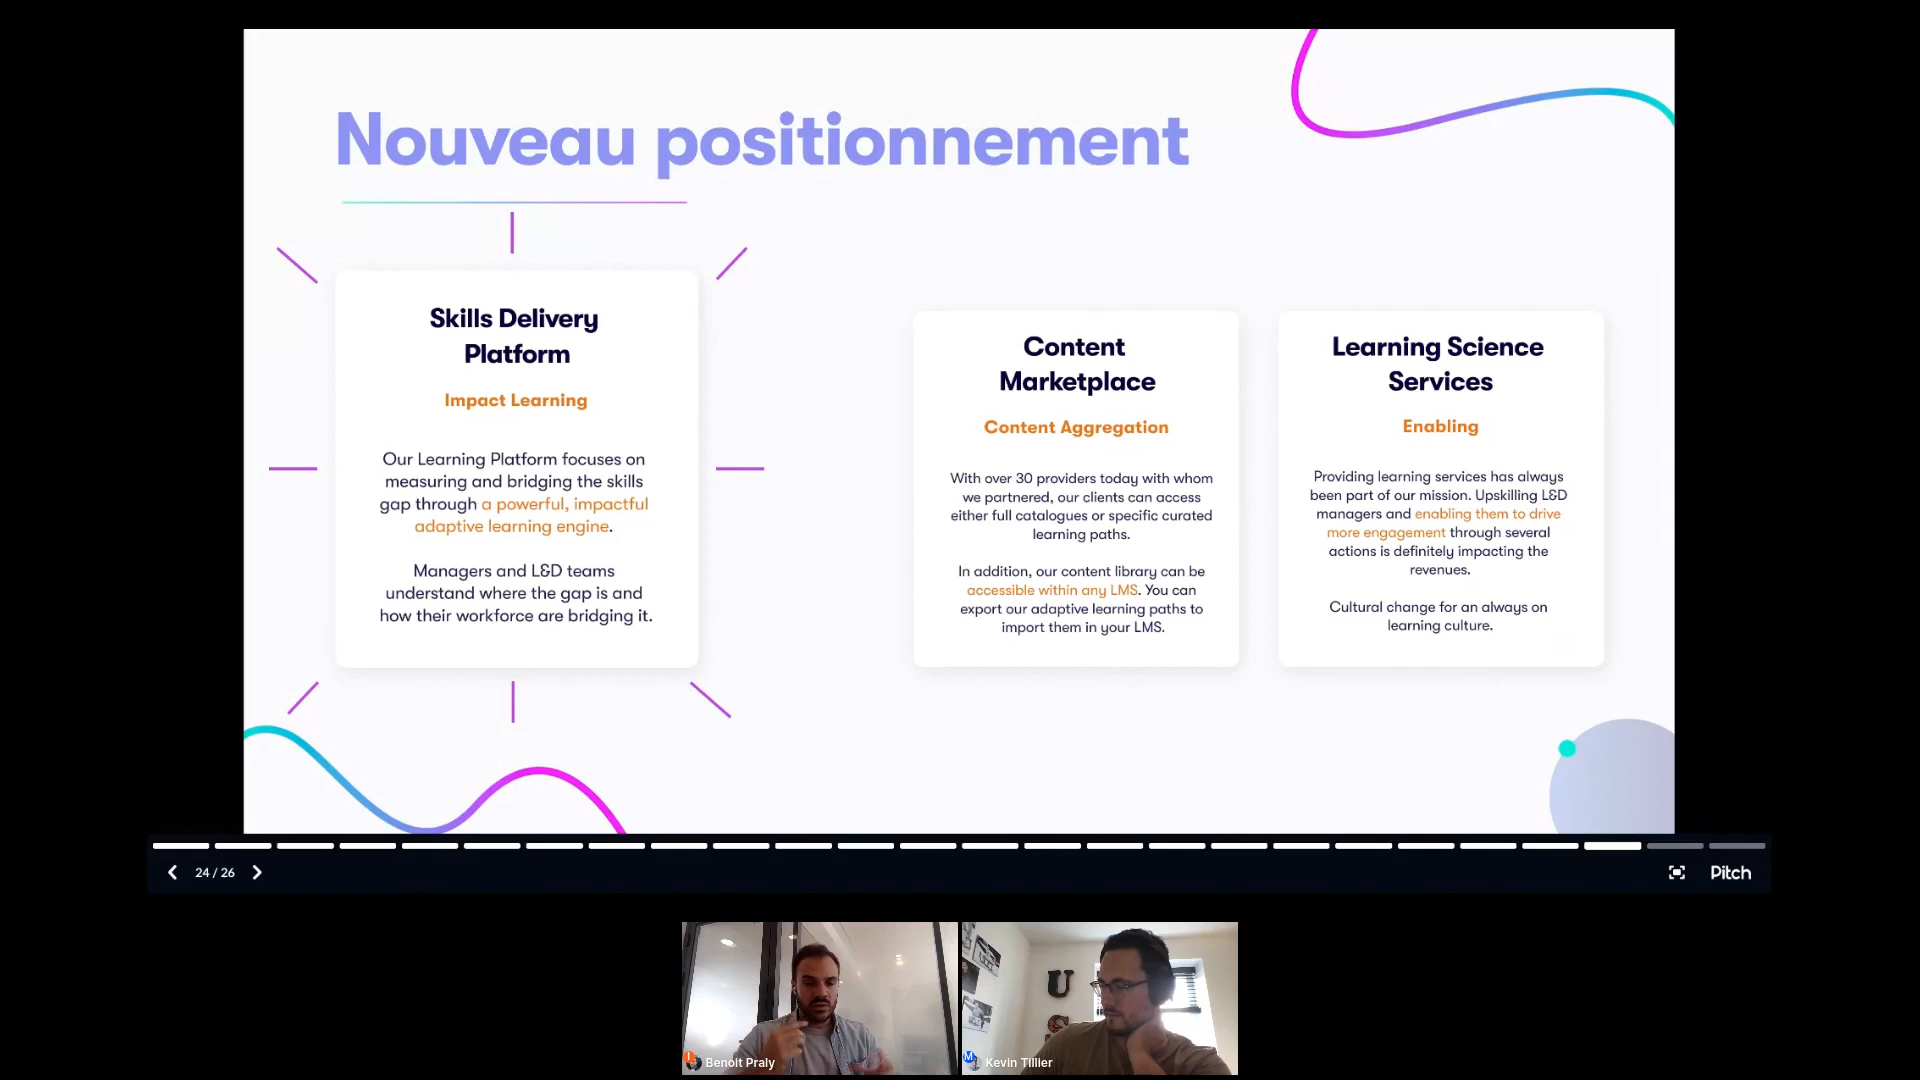 Nouveau positionnement
Skills Delivery
Platform
Impact Learning
Our Learning Platform focuses on
measuring and bridging the skills
gap through a powerful, impactful
adaptive learning engine.
Managers and L&D teams
understand where the gap is and
how their workforce are bridging it.
Content
Marketplace
Content Aggregation
With over 30 providers today with whom
we partnered, our clients can access
either full catalogues or specific curated
learning paths.
In addition, our content library can be
accessible within any LMS. You can
export our adaptive learning paths to
import them in your LMS.
Learning Science
Services
Enabling
Providing learning services has always
been part of our mission. Upskilling L&D
managers and enabling them to drive
more engagement through several
actions is definitely impacting the
revenues.
Cultural change for an always on
learning culture.
24 / 26
Pitch
U
S
Benoit Praly
Kevin Tillier